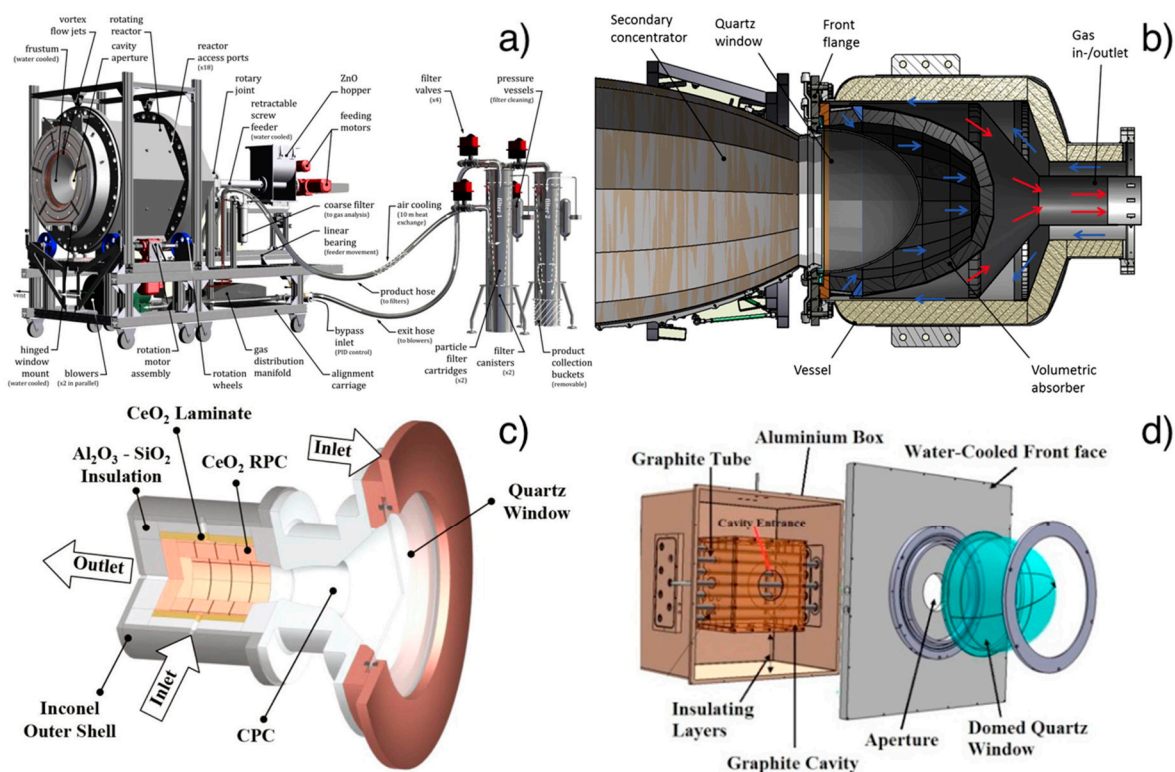 a)
vortex
flow jets
frustum
(water cooled)
rotating
reactor
cavity
aperture
reactor
access ports
(x18)
rotary
joint
retractable
screw
feeder
(water cooled)
ZnO
hopper
feeding
motors
filter
valves
(x4)
pressure
vessels
(filter cleaning)
coarse filter
(to gas analysis)
linear
bearing
(feeder movement)
air cooling
(10 m heat
exchange)
filter 1
filter 2
product hose
(to filters)
vent
bypass
inlet
(PID control)
exit hose
(to blowers)
hinged
window
mount
(water cooled)
blowers
(x2 in parallel)
rotation
motor
assembly
rotation
wheels
gas
distribution
manifold
alignment
carriage
particle
filter
cartridges
(x2)
filter
canisters
(x2)
product
collection
buckets
(removable)
b)
Secondary
concentrator
Quartz
window
Front
flange
Gas
in-/outlet
Vessel
Volumetric
absorber
c)
CeO2 Laminate
Al2O3 - SiO2
Insulation
CeO2 RPC
Inlet
Quartz
Window
Outlet
Inlet
Inconel
Outer Shell
CPC
d)
Aluminium Box
Graphite Tube
Water-Cooled Front face
Cavity Entrance
Insulating
Layers
Graphite Cavity
Aperture
Domed Quartz
Window